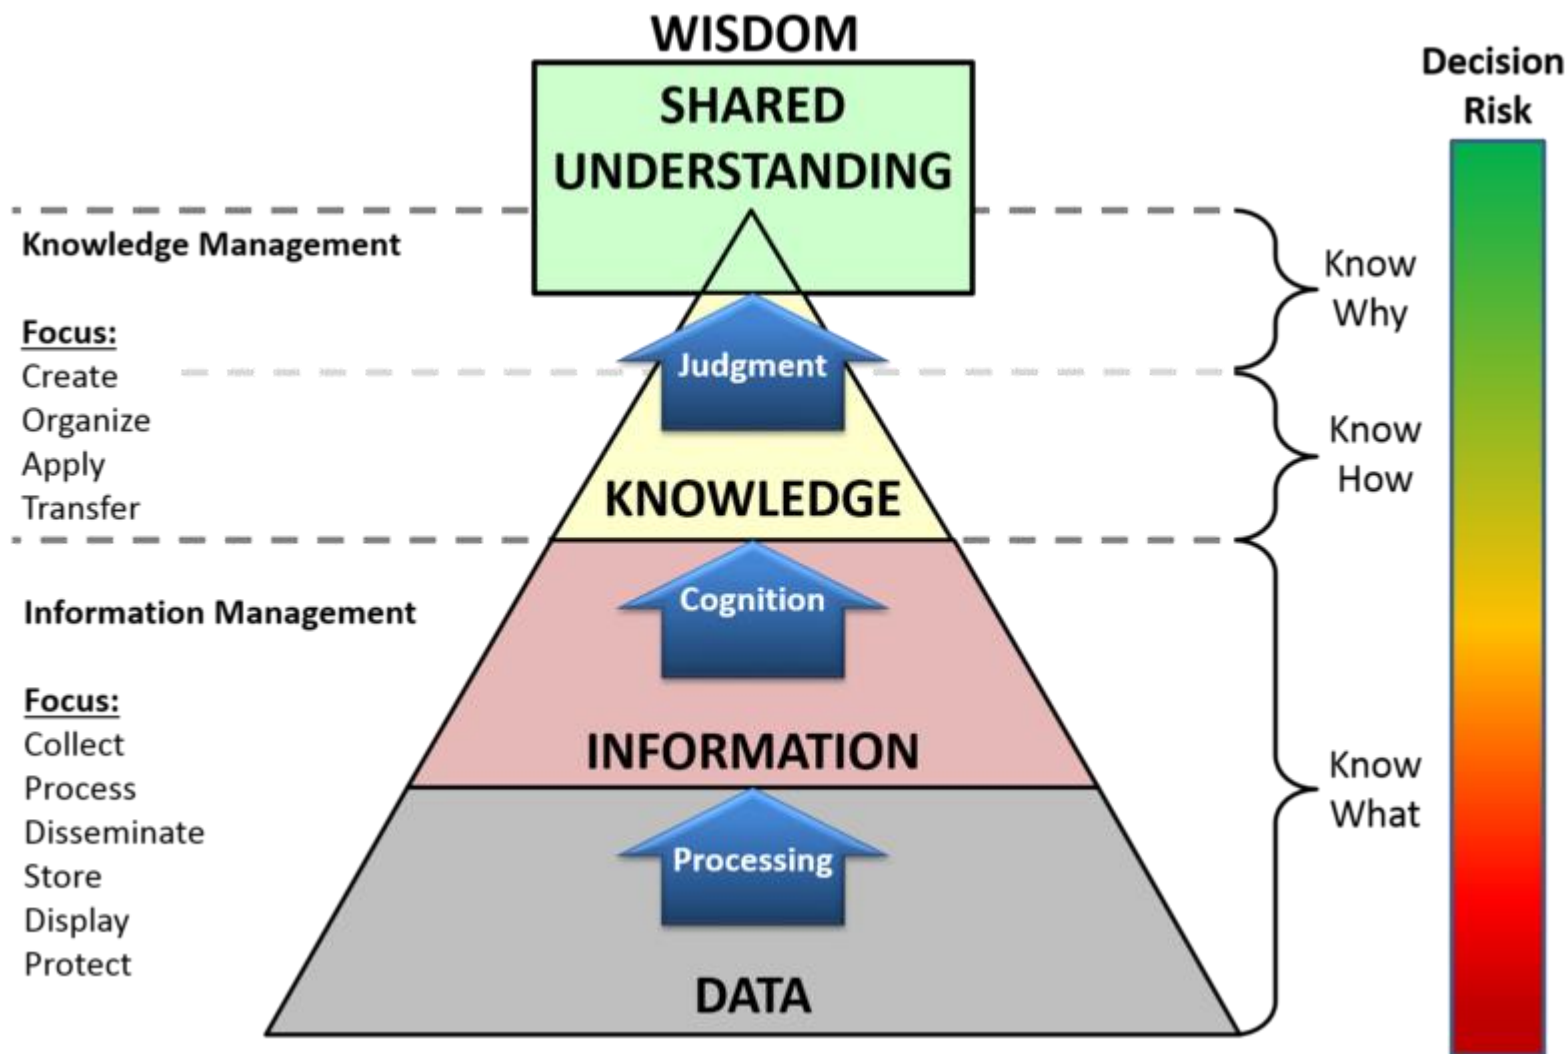 WISDOM
SHARED
UNDERSTANDING
Decision
Risk
Knowledge Management
Focus:
Create
Organize
Apply
Transfer
Judgment
KNOWLEDGE
Know
Why
Know
How
Information Management
Focus:
Collect
Process
Disseminate
Store
Display
Protect
Cognition
INFORMATION
Processing
DATA
Know
What